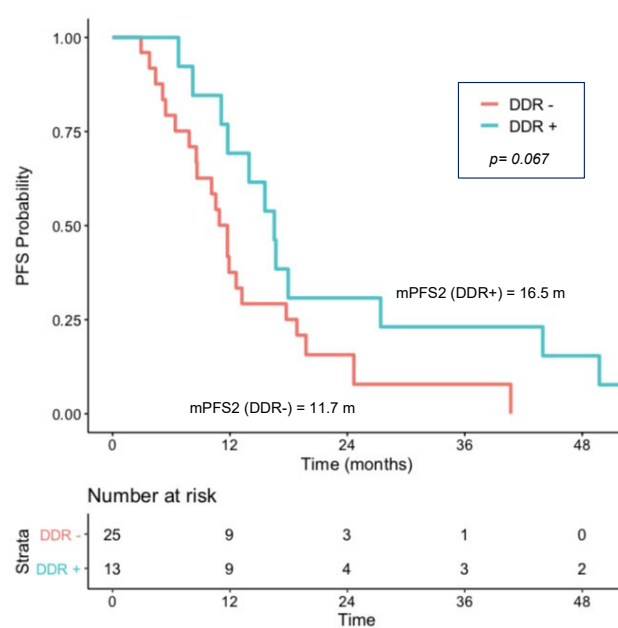 1.00
0.75
0.50
0.25
0.00
PFS Probability
DDR -
DDR +
p= 0.067
mPFS2 (DDR+) = 16.5 m
mPFS2 (DDR-) = 11.7 m
0 12 24 36 48
Time (months)
Number at risk
Strata
DDR - 25 9 3 1 0
DDR + 13 9 4 3 2
0 12 24 36 48
Time